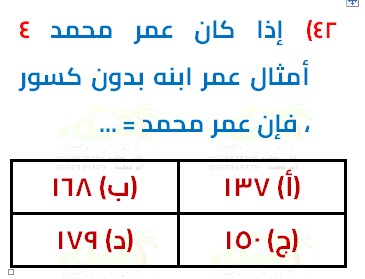 ٤٢) إذا كان عمر محمد ٤
أمثال عمر ابنه بدون كسور
، فإن عمر محمد = ...
(أ) ١٣٧ (ب) ١٦٨
(ج) ١٥٠ (د) ١٧٩